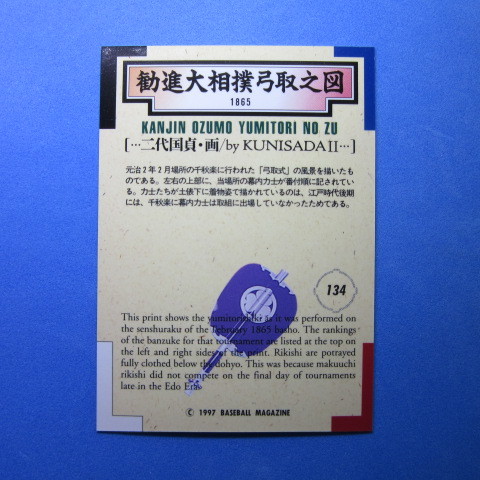 勧進大相撲弓取之図
1865
KANJIN OZUMO YUMITORI NO ZU
[…二代国貞・画/by KUNISADA II…]
元治2年2月場所の千秋楽に行われた「弓取式」の風景を描いたも
のである。左右の上部に、当場所の幕内力士が番付順に記されてい
る。力士たちが土俵下に着物姿で描かれているのは、江戸時代後期
には、千秋楽に幕内力士は取組に出場していなかったためである。
134
This print shows the yumitorishiki as it was performed on
the senshuraku of the February 1865 basho. The rankings
of the banzuke for that tournament are listed at the top on
the left and right sides of the print. Rikishi are portrayed
fully clothed below the dohyo. This was because makuuchi
rikishi did not compete on the final day of tournaments
late in the Edo Era.
© 1997 BASEBALL MAGAZINE